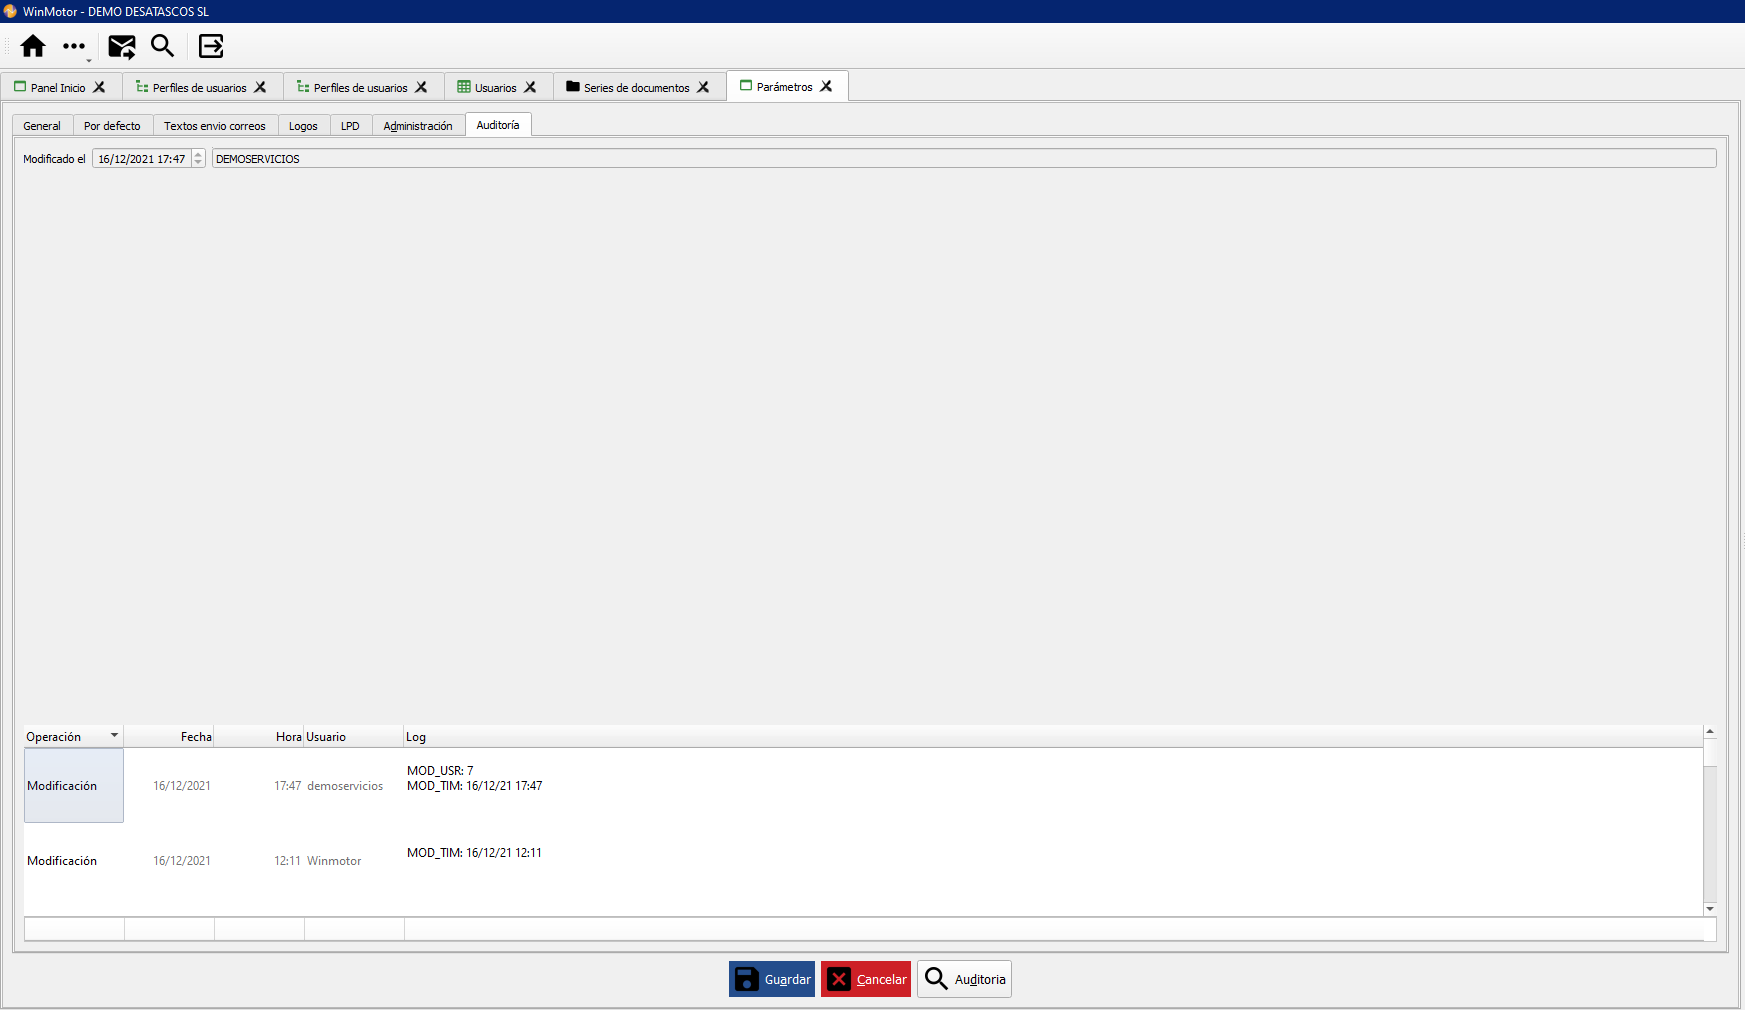 WinMotor - DEMO DESATASCOS SL
Panel Inicio
Perfiles de usuarios
Perfiles de usuarios
Usuarios
Series de documentos
Parámetros
General
Por defecto
Textos envio correos
Logos
LPD
Administración
Auditoría
Modificado el 16/12/2021 17:47 DEMOSERVICIOS
Operación Fecha Hora Usuario Log
MOD_USR: 7
Modificación 16/12/2021 17:47 demoservicios MOD_TIM: 16/12/21 17:47
Modificación 16/12/2021 12:11 Winmotor MOD_TIM: 16/12/21 12:11
Guardar
Cancelar
Auditoria